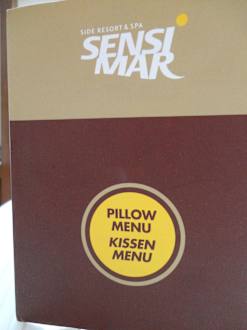 SIDE RESORT & SPA
SENSI
MAR
PILLOW
MENU
KISSEN
MENU